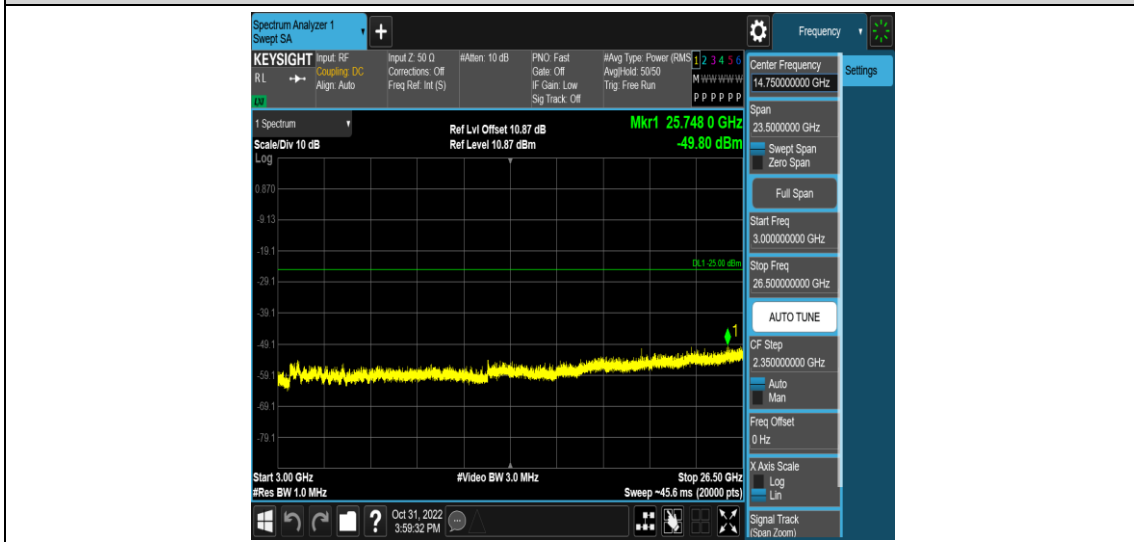 Spectrum Analyzer 1
Swept SA
+
Frequency
KEYSIGHT
RL
Input: RF
Coupling: DC
Align: Auto
Input Z: 50 Ω
Corrections: Off
Freq Ref: Int (S)
#Atten: 10 dB
PNO: Fast
Gate: Off
IF Gain: Low
Sig Track: Off
#Avg Type: Power (RMS
Avg|Hold: 50/50
Trig: Free Run
1 2 3 4 5 6
M W W W W W
P P P P P P
1 Spectrum
Scale/Div 10 dB
Log
Ref Lvl Offset 10.87 dB
Ref Level 10.87 dBm
Mkr1 25.748 0 GHz
-49.80 dBm
0.870
-9.13
-19.1
DL1 -25.00 dBm
-29.1
-39.1
1
-49.1
-59.1
-69.1
-79.1
Start 3.00 GHz
#Video BW 3.0 MHz
Stop 26.50 GHz
#Res BW 1.0 MHz
Sweep ~45.6 ms (20000 pts)
?
Oct 31, 2022
3:59:32 PM
Center Frequency
14.750000000 GHz
Settings
Span
23.5000000 GHz
Swept Span
Zero Span
Full Span
Start Freq
3.000000000 GHz
Stop Freq
26.500000000 GHz
AUTO TUNE
CF Step
2.350000000 GHz
Auto
Man
Freq Offset
0 Hz
X Axis Scale
Log
Lin
Signal Track
(Span Zoom)